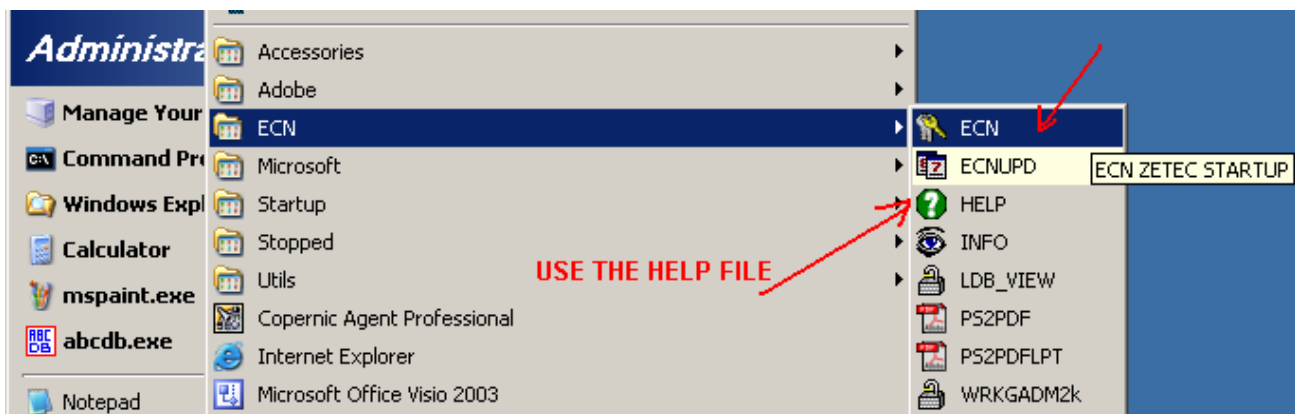 Administra
Manage Your
Command Pro
Windows Expl
Calculator
mspaint.exe
abcdb.exe
Notepad
Accessories
Adobe
ECN
Microsoft
Startup
Stopped
Utils
Copernic Agent Professional
Internet Explorer
Microsoft Office Visio 2003
USE THE HELP FILE
ECN
ECNUPD
HELP
INFO
LDB_VIEW
PS2PDF
PS2PDFLPT
WRKGADM2k
ECN ZETEC STARTUP